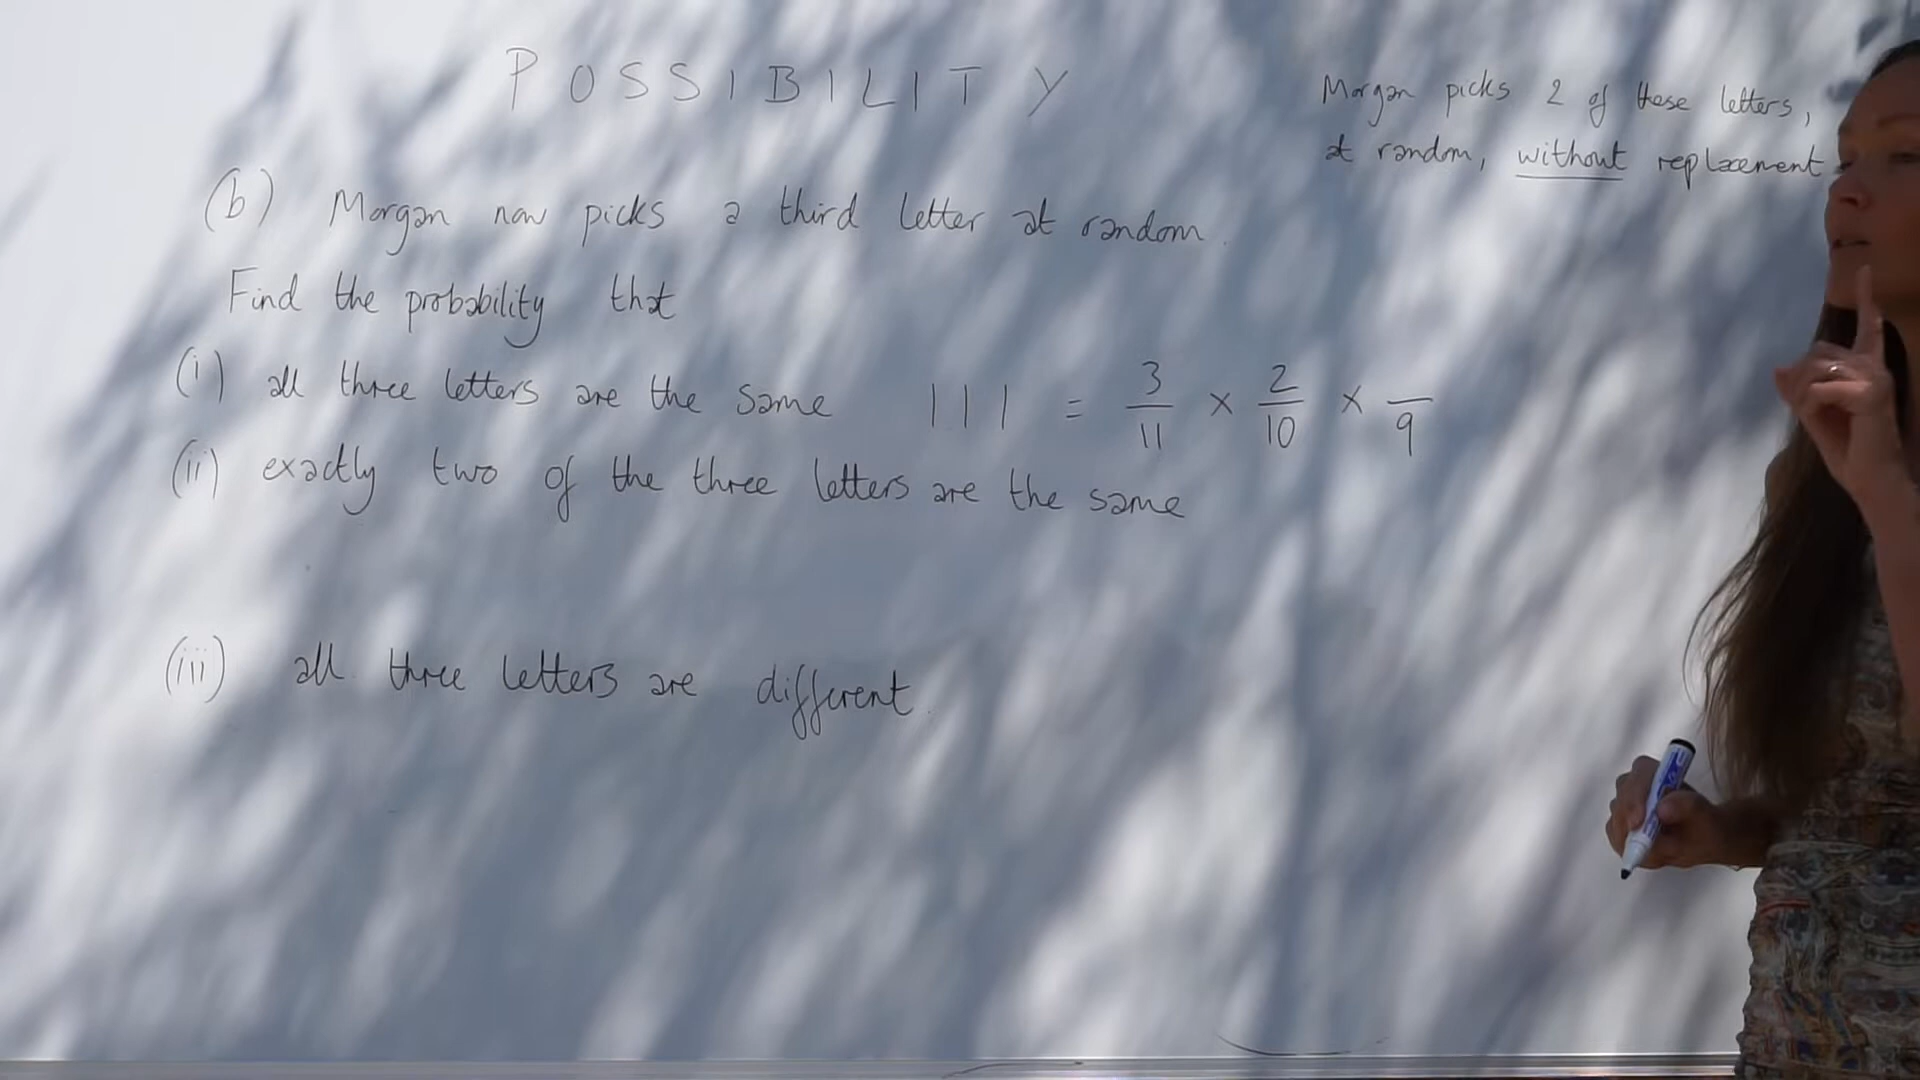 P O S S I B I L I T Y
Morgan picks 2 of these letters,
at random, without replacement
(b) Morgan now picks a third letter at random.
Find the probability that
(i) all three letters are the same I I I = 3/11 × 2/10 × /9
(ii) exactly two of the three letters are the same
(iii) all three letters are different.